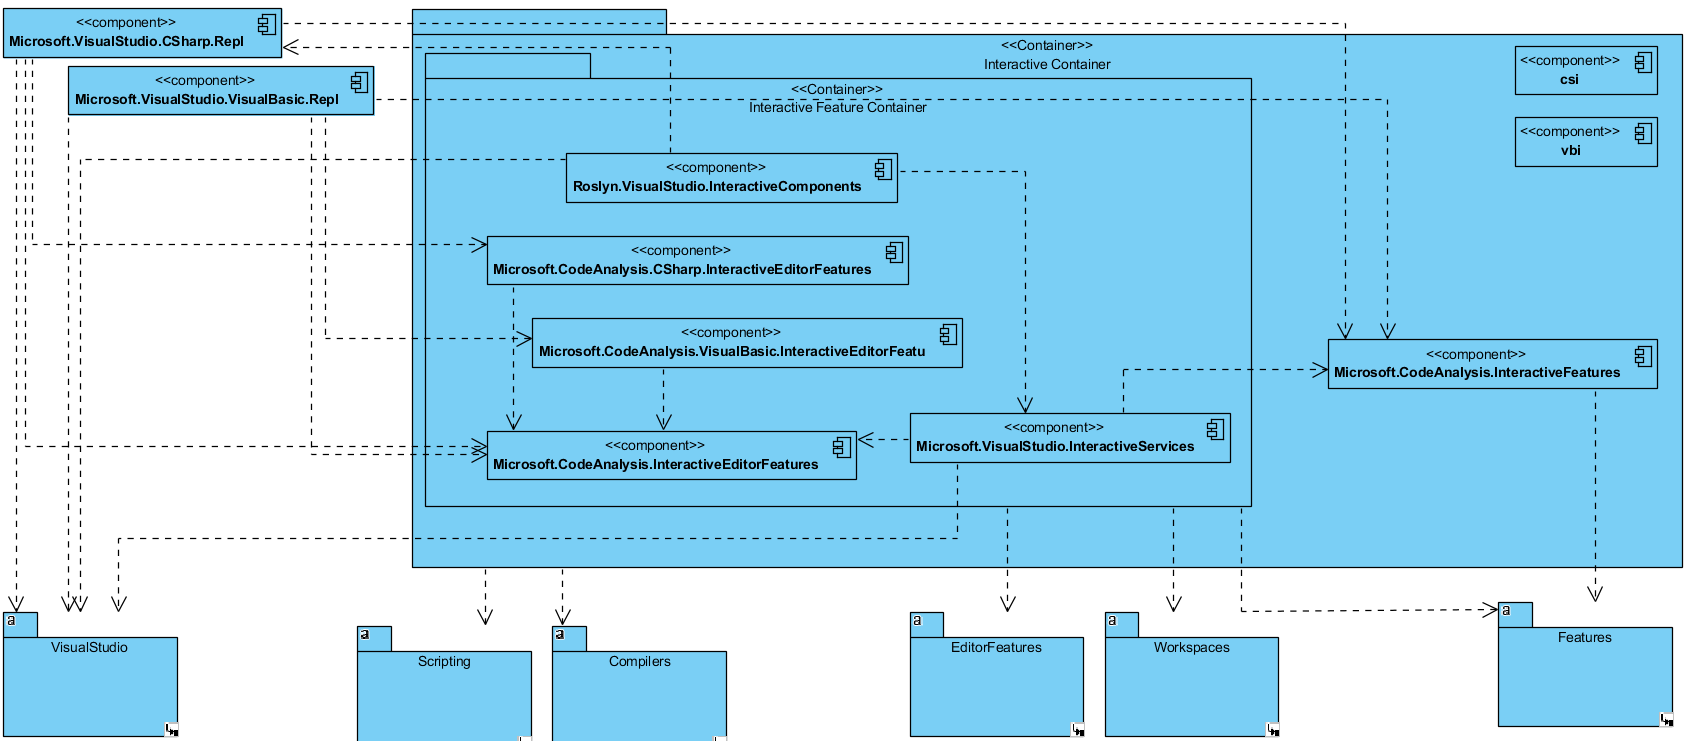 <<component>>
Microsoft.VisualStudio.CSharp.Repl
<<component>>
Microsoft.VisualStudio.VisualBasic.Repl
<<Container>>
Interactive Container
<<Container>>
Interactive Feature Container
<<component>>
csi
<<component>>
vbi
<<component>>
Roslyn.VisualStudio.InteractiveComponents
<<component>>
Microsoft.CodeAnalysis.CSharp.InteractiveEditorFeatures
<<component>>
Microsoft.CodeAnalysis.VisualBasic.InteractiveEditorFeatu
<<component>>
Microsoft.CodeAnalysis.InteractiveFeatures
<<component>>
Microsoft.CodeAnalysis.InteractiveEditorFeatures
<<component>>
Microsoft.VisualStudio.InteractiveServices
a
VisualStudio
a
Scripting
a
Compilers
a
EditorFeatures
a
Workspaces
a
Features